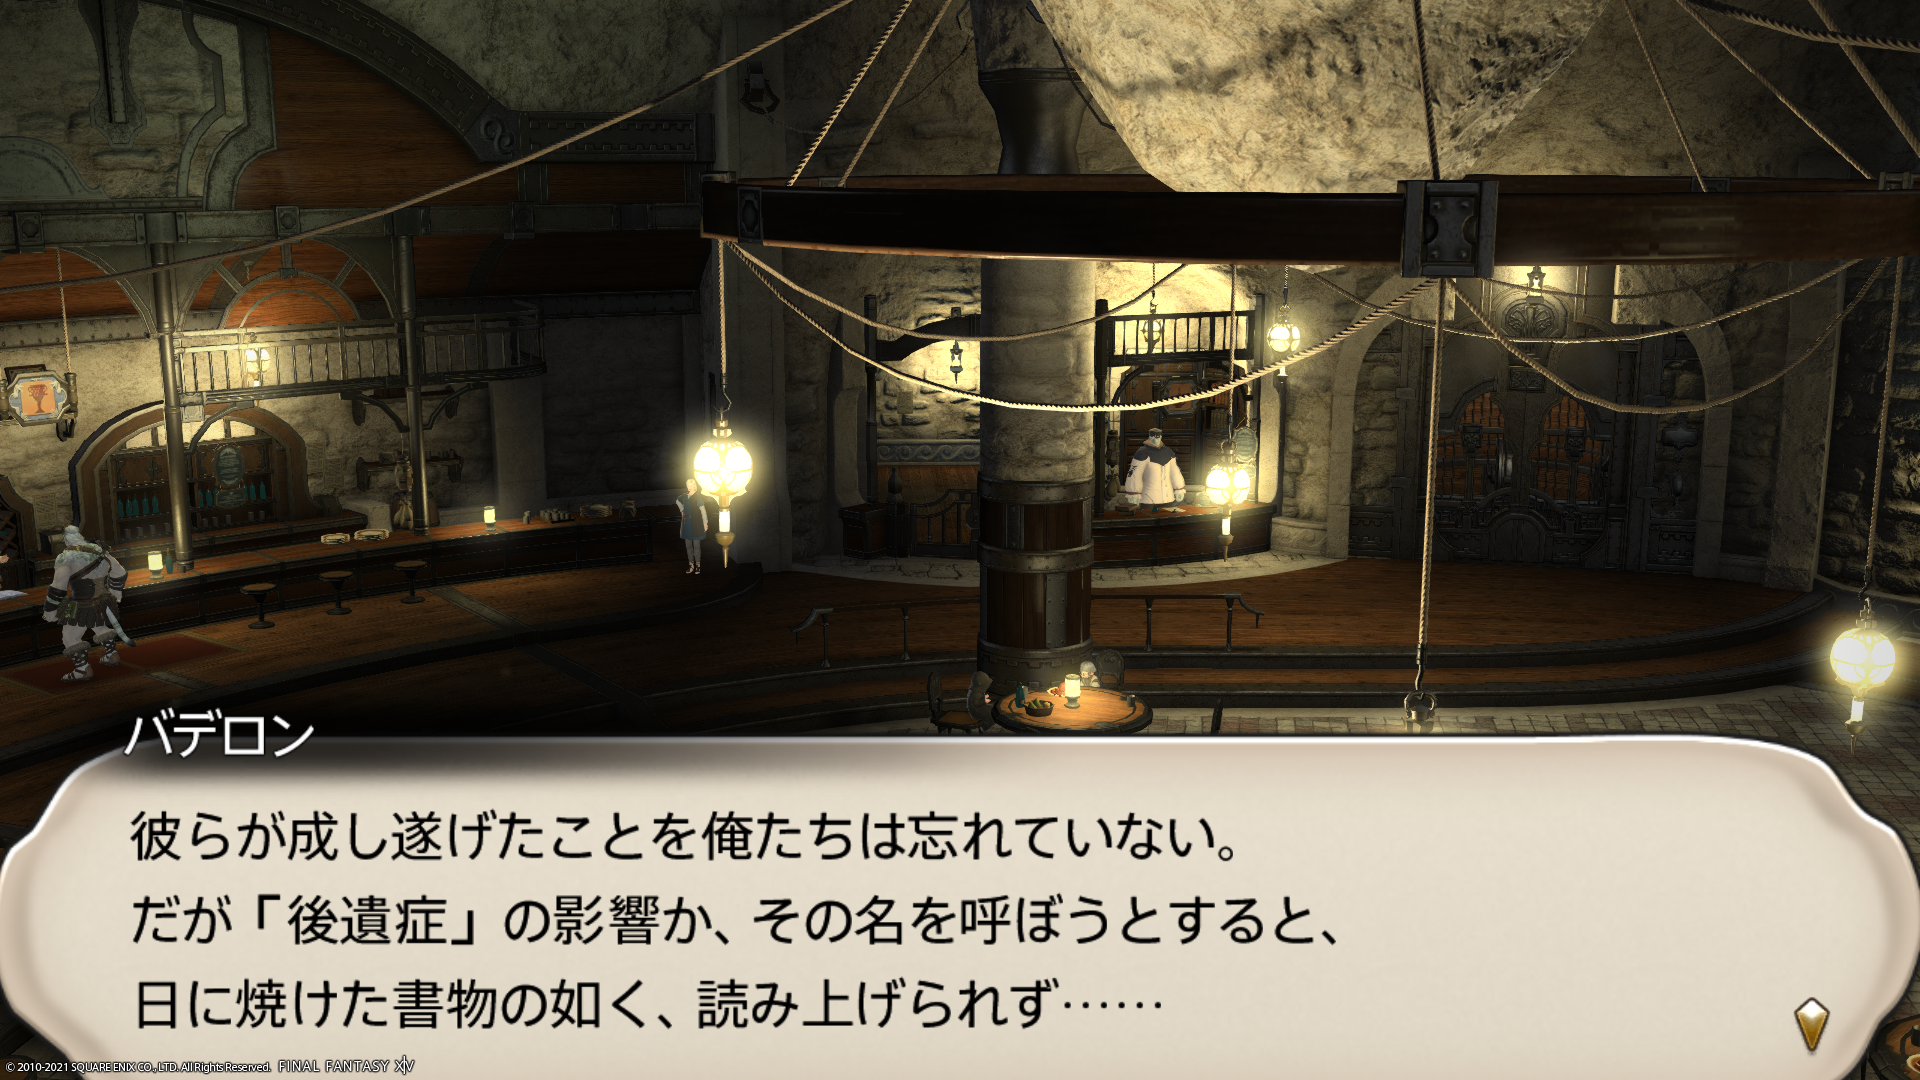 バデロン
彼らが成し遂げたことを俺たちは忘れていない。
だが「後遺症」の影響か、その名を呼ぼうとすると、
日に焼けた書物の如く、読み上げられず……
© 2010-2021 SQUARE ENIX CO., LTD. All Rights Reserved. FINAL FANTASY XIV